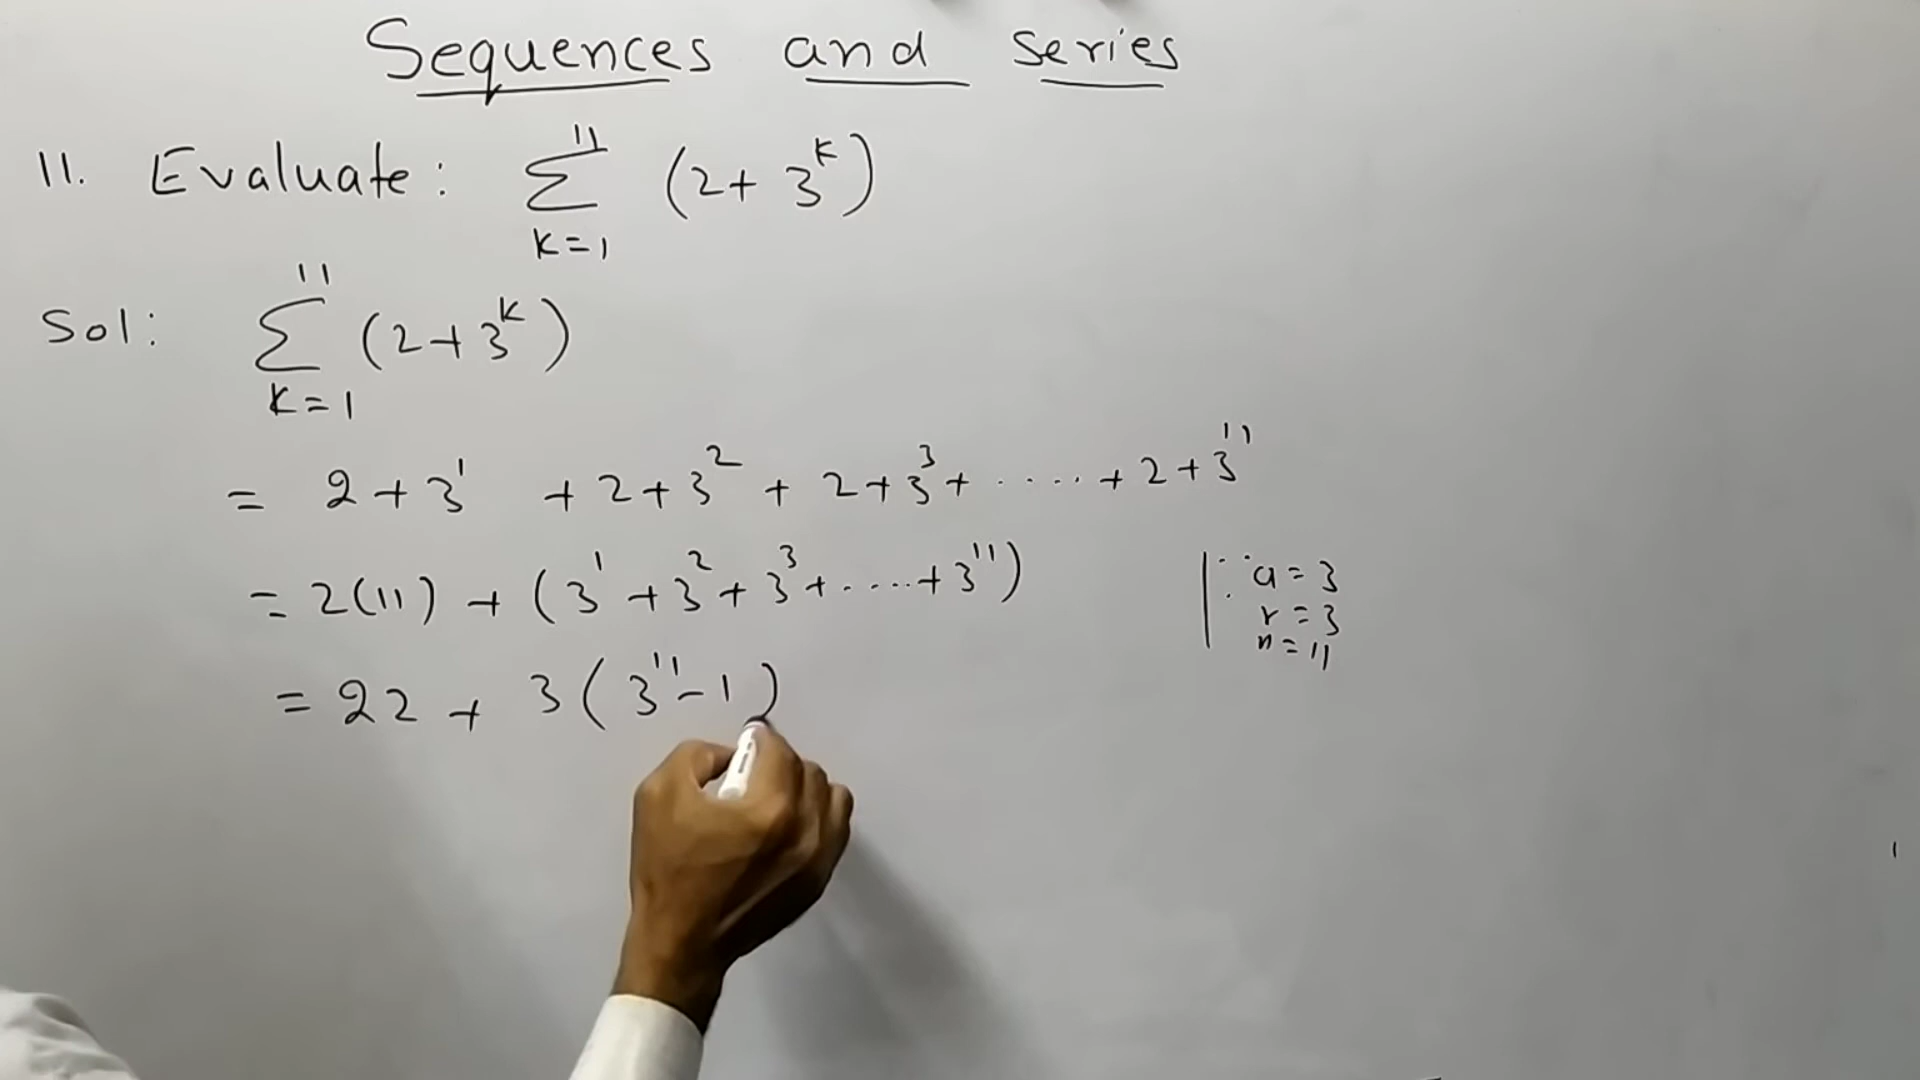 Sequences and series
11. Evaluate: ∑_{k=1}^{11} (2+3^k)
Sol: ∑_{k=1}^{11} (2+3^k)
= 2+3^1 +2+3^2 + 2+3^3+.....+2+3^11
= 2(11) + (3^1+3^2+3^3+.....+3^11)
∵ a=3
r=3
n=11
= 22 + 3(3^11-1)